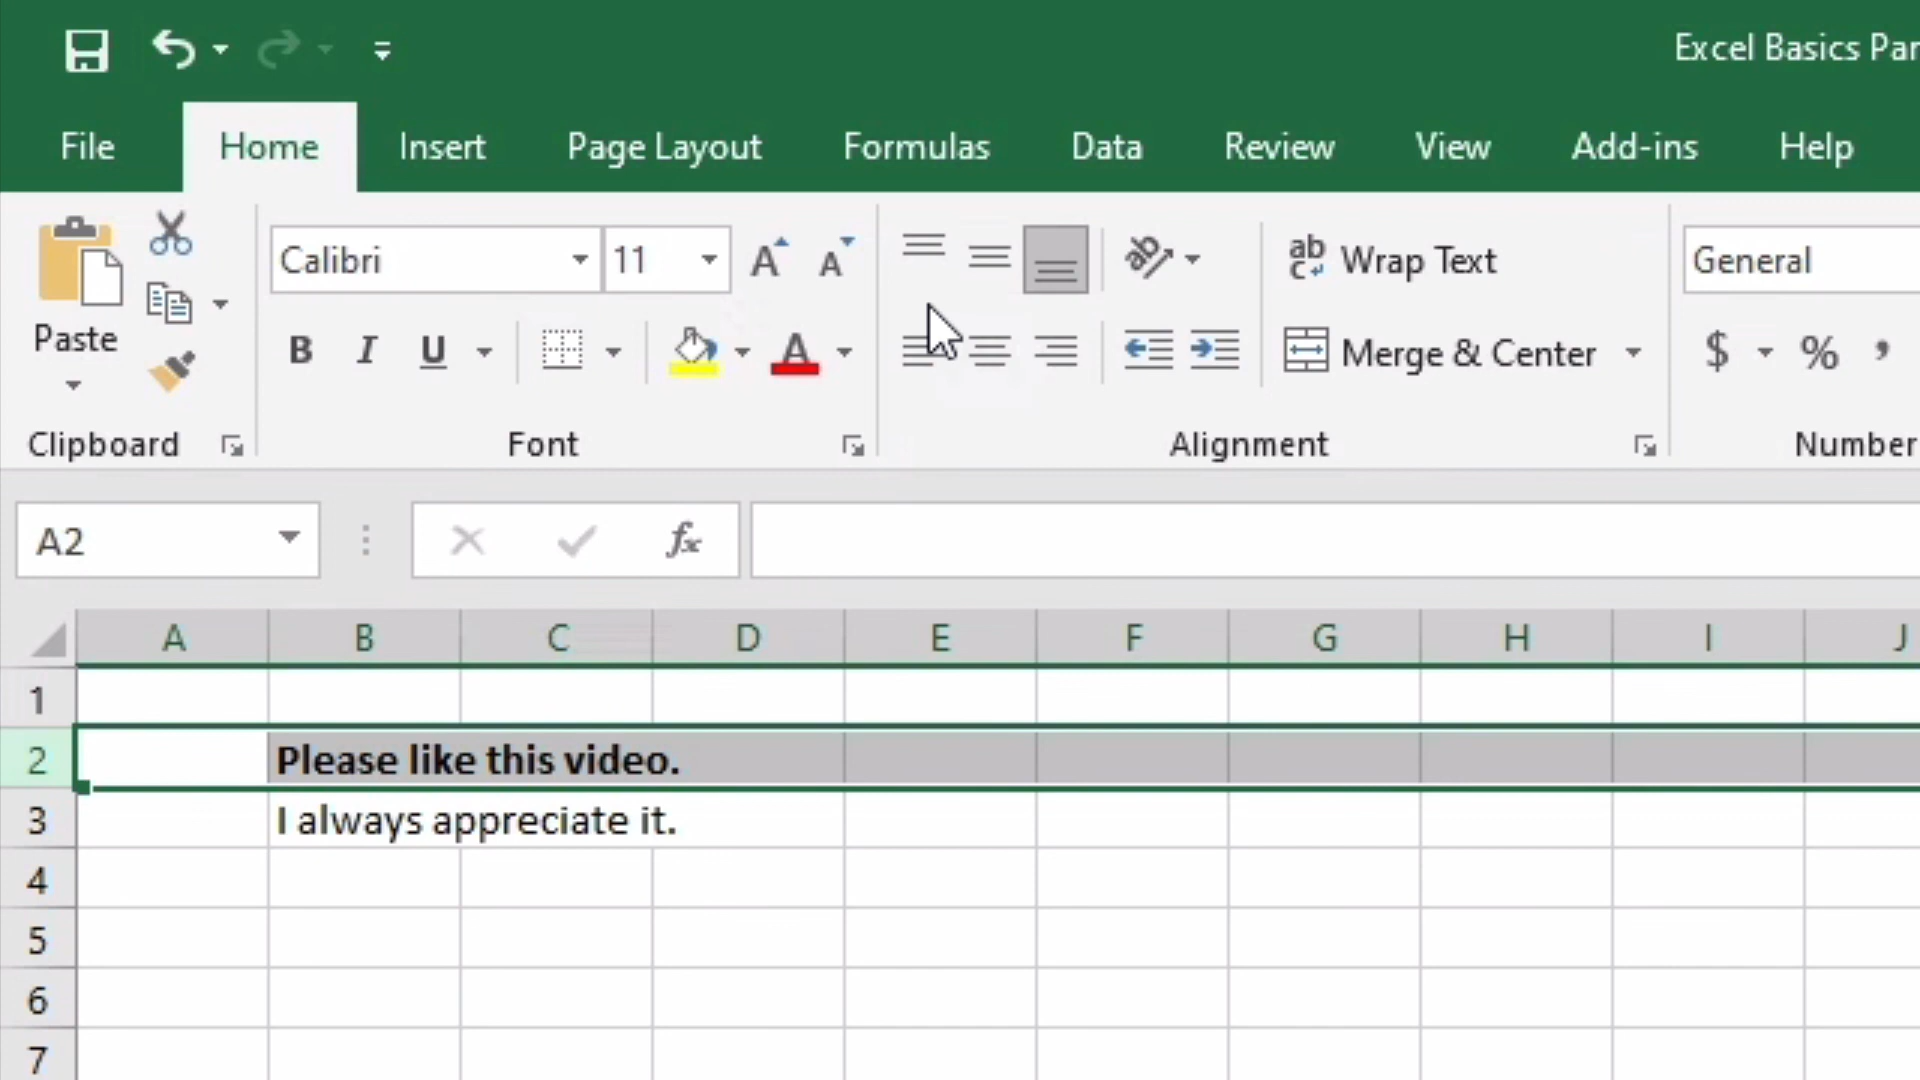 Excel Basics Par
File Home Insert Page Layout Formulas Data Review View Add-ins Help
Paste
Calibri 11 A A ab Wrap Text General
B I U A Merge & Center $ % ,
Clipboard Font Alignment Number
A2 fx
A B C D E F G H I J
1
2 Please like this video.
3 I always appreciate it.
4
5
6
7